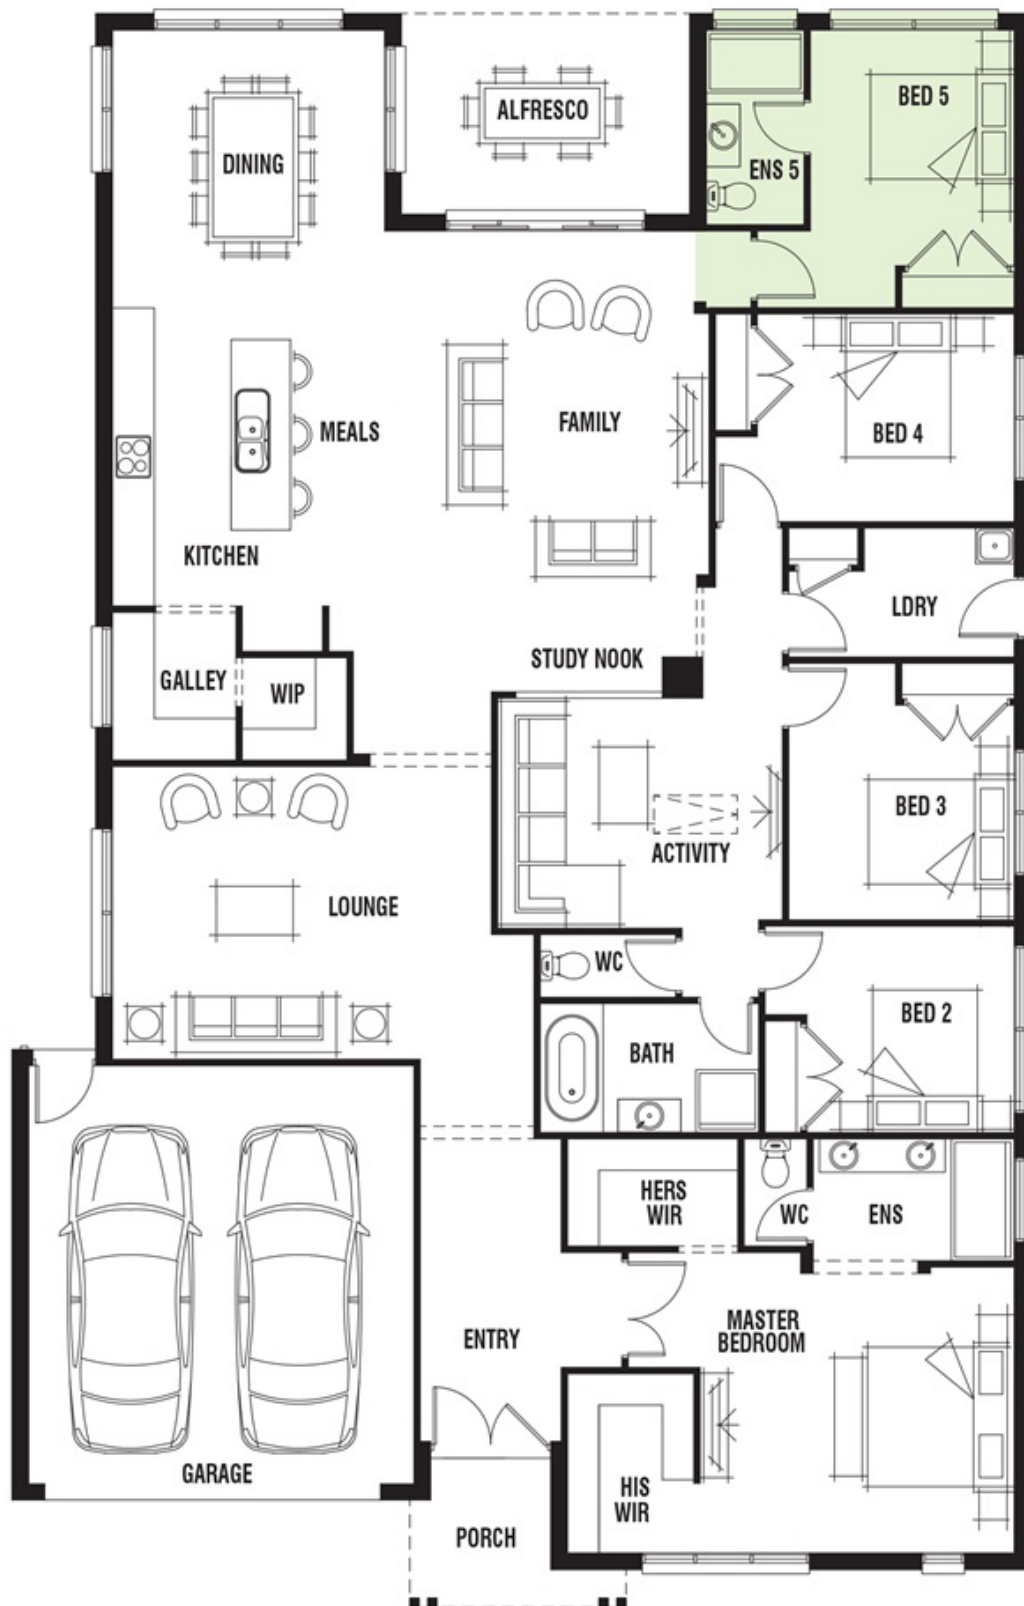 BED 5
ALFRESCO
DINING
ENS 5
FAMILY
MEALS
BED 4
KITCHEN
LDRY
STUDY NOOK
GALLEY
WIP
BED 3
ACTIVITY
LOUNGE
WC
BED 2
BATH
HERS
WIR
WC
ENS
MASTER
BEDROOM
ENTRY
GARAGE
HIS
WIR
PORCH